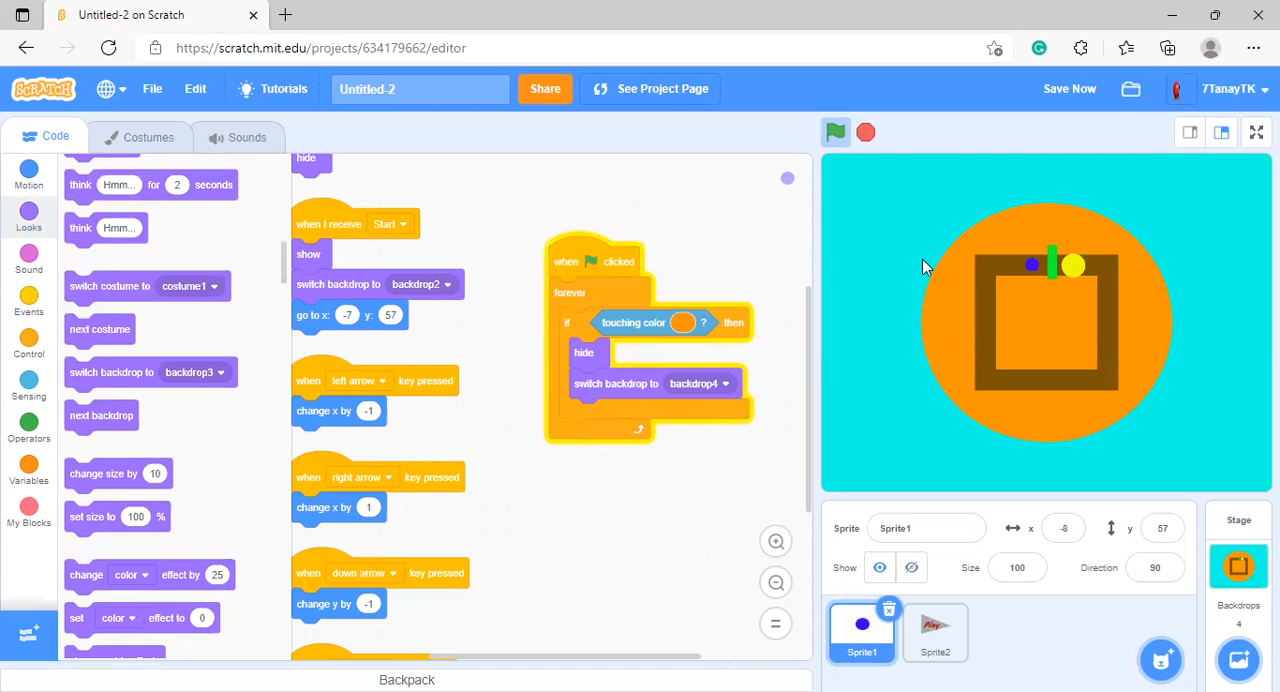 Untitled-2 on Scratch
https://scratch.mit.edu/projects/634179662/editor
SCRATCH File Edit Tutorials Untitled-2 Share See Project Page Save Now 7TanayTK
Code Costumes Sounds
Motion
Looks
Sound
Events
Control
Sensing
Operators
Variables
My Blocks
think Hmm... for 2 seconds
think Hmm...
switch costume to costume1
next costume
switch backdrop to backdrop3
next backdrop
change size by 10
set size to 100 %
change color effect by 25
set color effect to 0
hide
when I receive Start
show
switch backdrop to backdrop2
go to x: -7 y: 57
when left arrow key pressed
change x by -1
when right arrow key pressed
change x by 1
when down arrow key pressed
change y by -1
when clicked
forever
if touching color ? then
hide
switch backdrop to backdrop4
Sprite Sprite1 x -8 y 57
Show Size 100 Direction 90
Sprite1
Play
Sprite2
Stage
Backdrops
4
Backpack